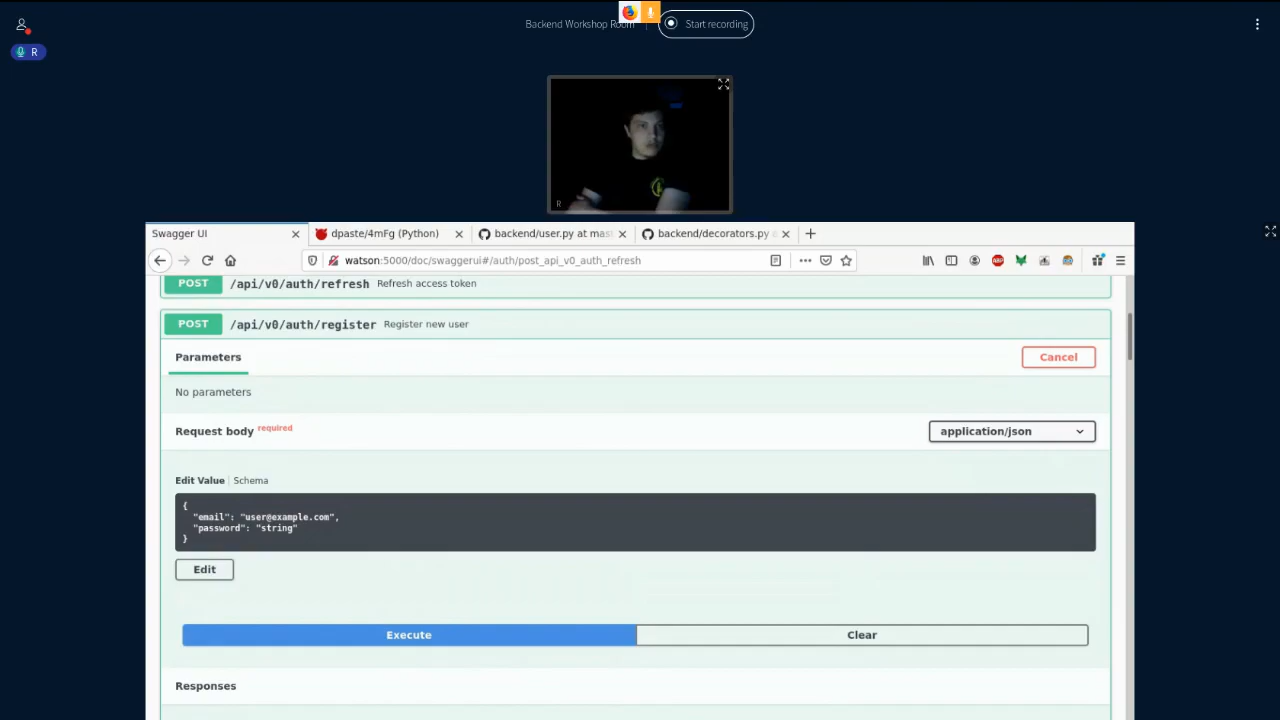 Backend Workshop Room
Start recording
R
R
Swagger UI
dpaste/4mFg (Python)
backend/user.py at mas
backend/decorators.py
watson:5000/doc/swaggerui#/auth/post_api_v0_auth_refresh
POST /api/v0/auth/refresh Refresh access token
POST /api/v0/auth/register Register new user
Parameters
Cancel
No parameters
Request body required
application/json
Edit Value Schema
{
"email": "user@example.com",
"password": "string"
}
Edit
Execute
Clear
Responses